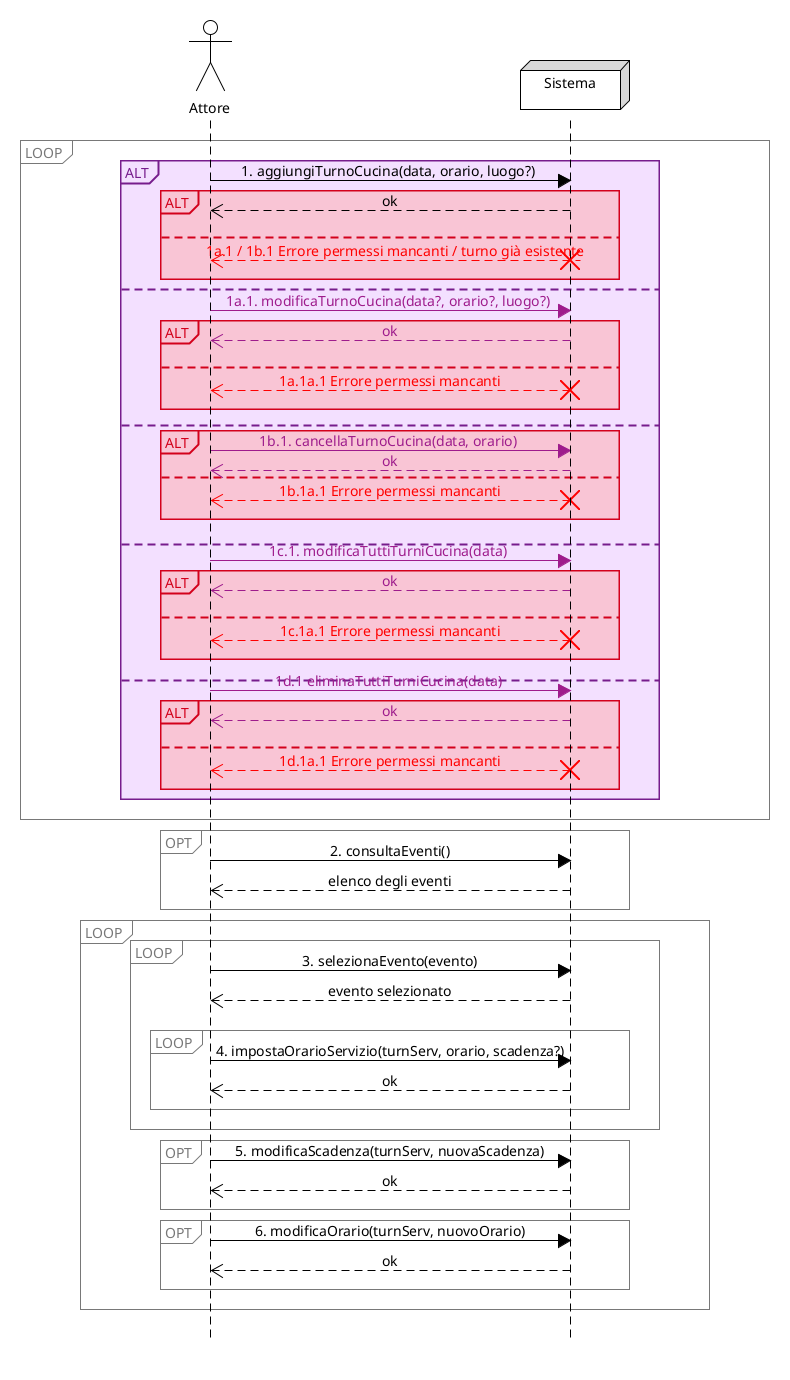 Attore
Sistema
LOOP
ALT
1. aggiungiTurnoCucina(data, orario, luogo?)
ALT
ok
1a.1 / 1b.1 Errore permessi mancanti / turno già esistente
1a.1. modificaTurnoCucina(data?, orario?, luogo?)
ALT
ok
1a.1a.1 Errore permessi mancanti
ALT
1b.1. cancellaTurnoCucina(data, orario)
ok
1b.1a.1 Errore permessi mancanti
1c.1. modificaTuttiTurniCucina(data)
ALT
ok
1c.1a.1 Errore permessi mancanti
1d.1 eliminaTuttiTurniCucina(data)
ALT
ok
1d.1a.1 Errore permessi mancanti
OPT
2. consultaEventi()
elenco degli eventi
LOOP
LOOP
3. selezionaEvento(evento)
evento selezionato
LOOP
4. impostaOrarioServizio(turnServ, orario, scadenza?)
ok
OPT
5. modificaScadenza(turnServ, nuovaScadenza)
ok
OPT
6. modificaOrario(turnServ, nuovoOrario)
ok